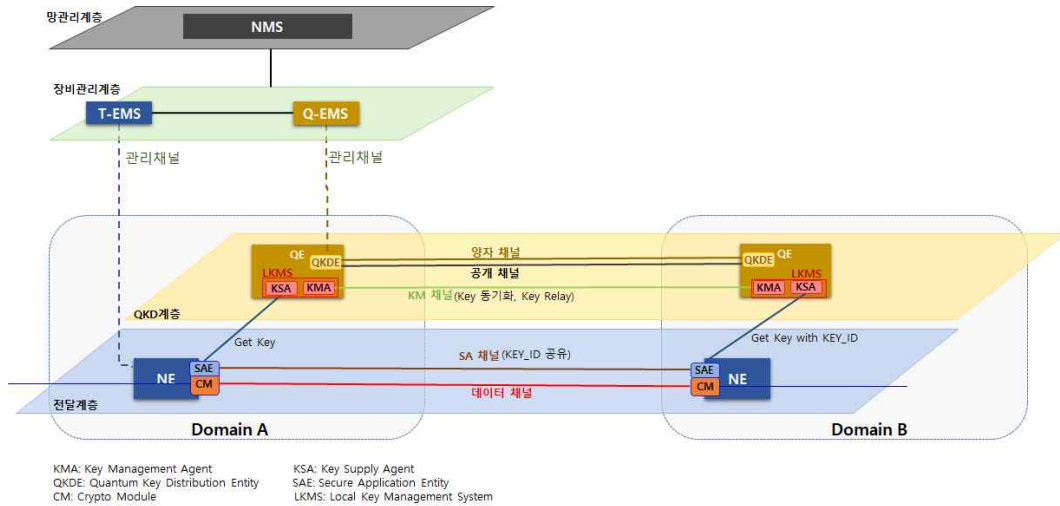 망관리계층
NMS
장비관리계층
T-EMS
Q-EMS
관리채널
관리채널
QE
QKDE
양자 채널
QE
QKDE
공개 채널
LKMS
LKMS
KSA
KMA
KM 채널(Key 동기화, Key Relay)
KMA
KSA
QKD계층
Get Key
Get Key with KEY_ID
SA 채널(KEY_ID 공유)
SAE
SAE
NE
CM
데이터 채널
CM
NE
전달계층
Domain A
Domain B
KMA: Key Management Agent
KSA: Key Supply Agent
QKDE: Quantum Key Distribution Entity
SAE: Secure Application Entity
CM: Crypto Module
LKMS: Local Key Management System